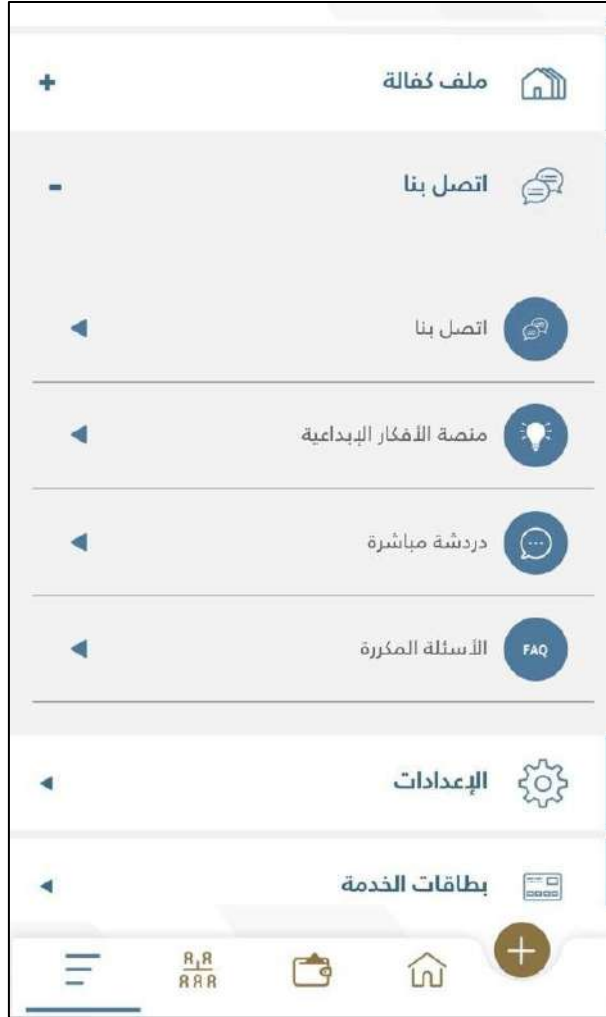 ملف كفالة
اتصل بنا
اتصل بنا
منصة الأفكار الإبداعية
دردشة مباشرة
الأسئلة المكررة
FAQ
الإعدادات
بطاقات الخدمة